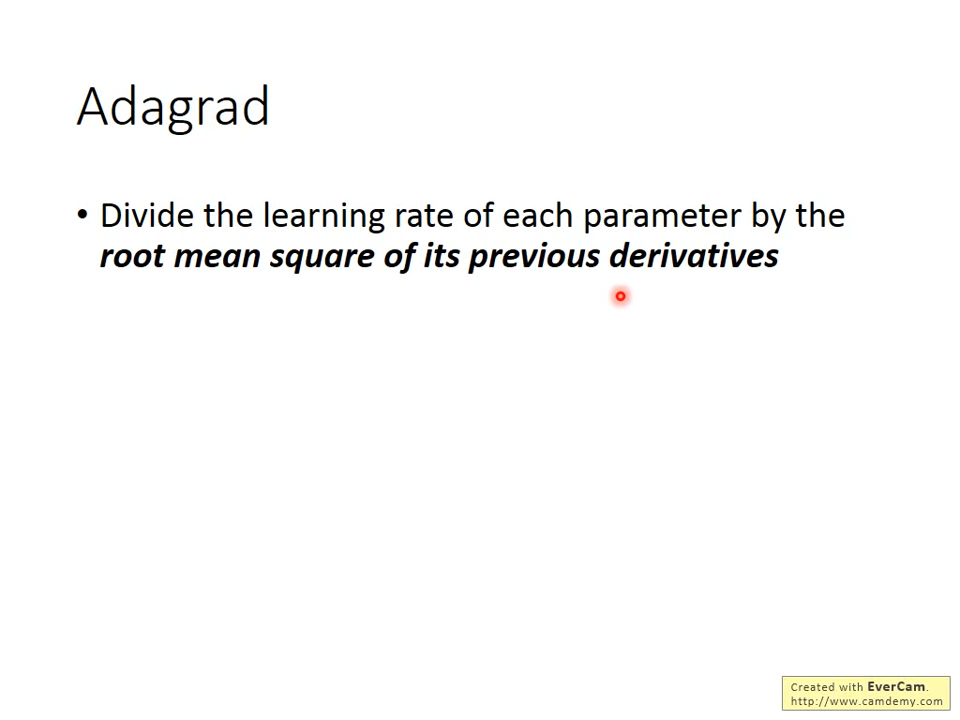 Adagrad
• Divide the learning rate of each parameter by the
root mean square of its previous derivatives
Created with EverCam.
http://www.camdemy.com